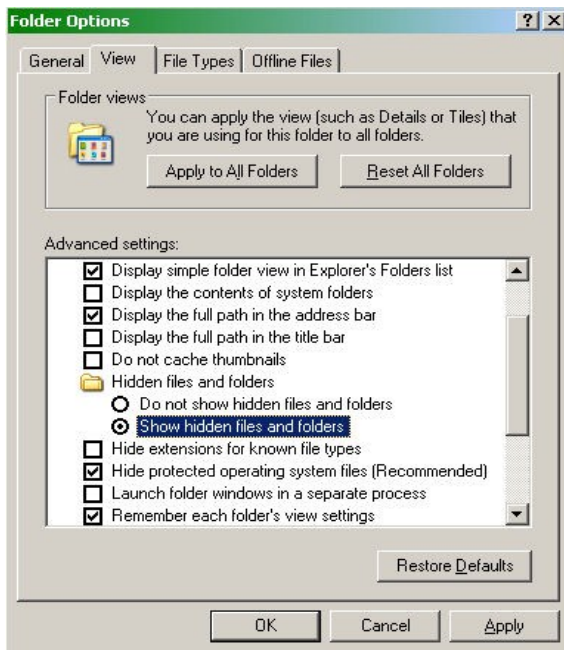 Folder Options
General
View
File Types
Offline Files
Folder views
You can apply the view (such as Details or Tiles) that
you are using for this folder to all folders.
Apply to All Folders
Reset All Folders
Advanced settings:
Display simple folder view in Explorer's Folders list
Display the contents of system folders
Display the full path in the address bar
Display the full path in the title bar
Do not cache thumbnails
Hidden files and folders
Do not show hidden files and folders
Show hidden files and folders
Hide extensions for known file types
Hide protected operating system files (Recommended)
Launch folder windows in a separate process
Remember each folder's view settings
Restore Defaults
OK
Cancel
Apply